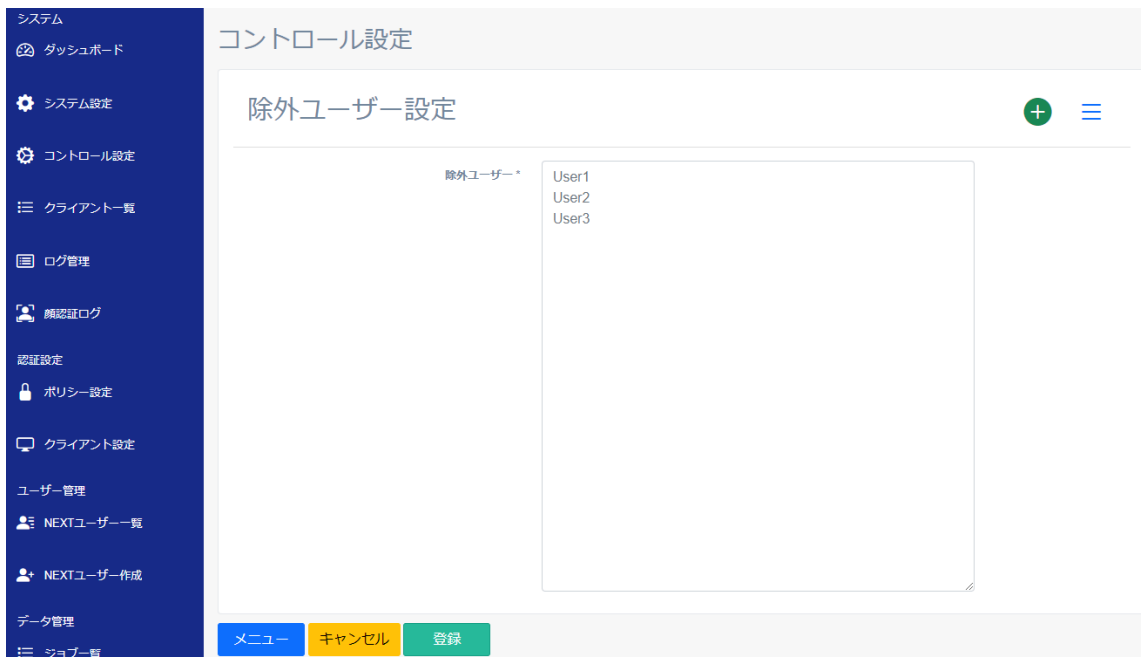 システム
ダッシュボード
システム設定
コントロール設定
クライアント一覧
ログ管理
顔認証ログ
認証設定
ポリシー設定
クライアント設定
ユーザー管理
NEXTユーザー一覧
NEXTユーザー作成
データ管理
ジョブ一覧
コントロール設定
除外ユーザー設定
除外ユーザー *
User1
User2
User3
メニュー
キャンセル
登録